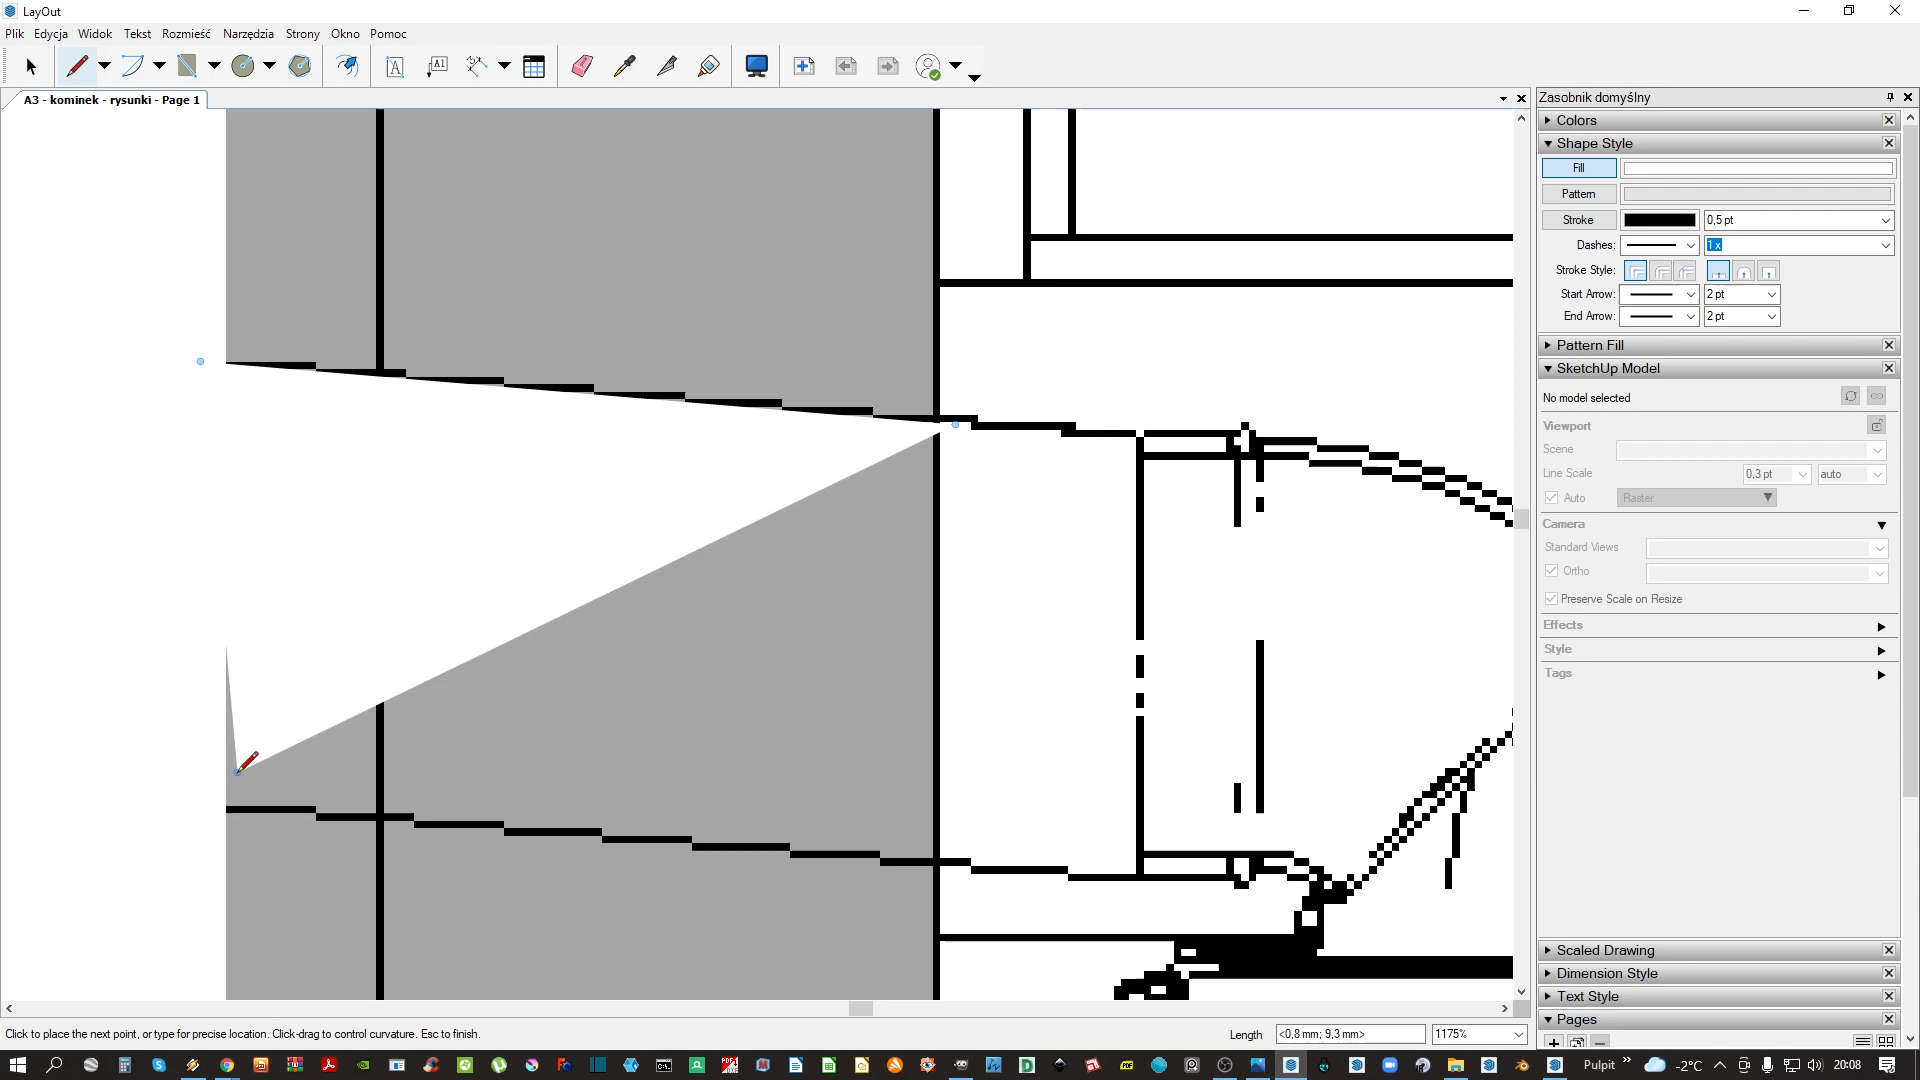 LayOut
Plik Edycja Widok Tekst Rozmieść Narzędzia Strony Okno Pomoc
A3 - kominek - rysunki - Page 1
Zasobnik domyślny
Colors
Shape Style
Fill
Pattern
Stroke 0,5 pt
Dashes: 1 x
Stroke Style:
Start Arrow: 2 pt
End Arrow: 2 pt
Pattern Fill
SketchUp Model
No model selected
Viewport
Scene
Line Scale 0,3 pt auto
Auto Raster
Camera
Standard Views
Ortho
Preserve Scale on Resize
Effects
Style
Tags
Scaled Drawing
Dimension Style
Text Style
Pages
Click to place the next point, or type for precise location. Click-drag to control curvature. Esc to finish.
Length <0,8 mm; 9,3 mm> 1175%
Pulpit -2°C 20:08